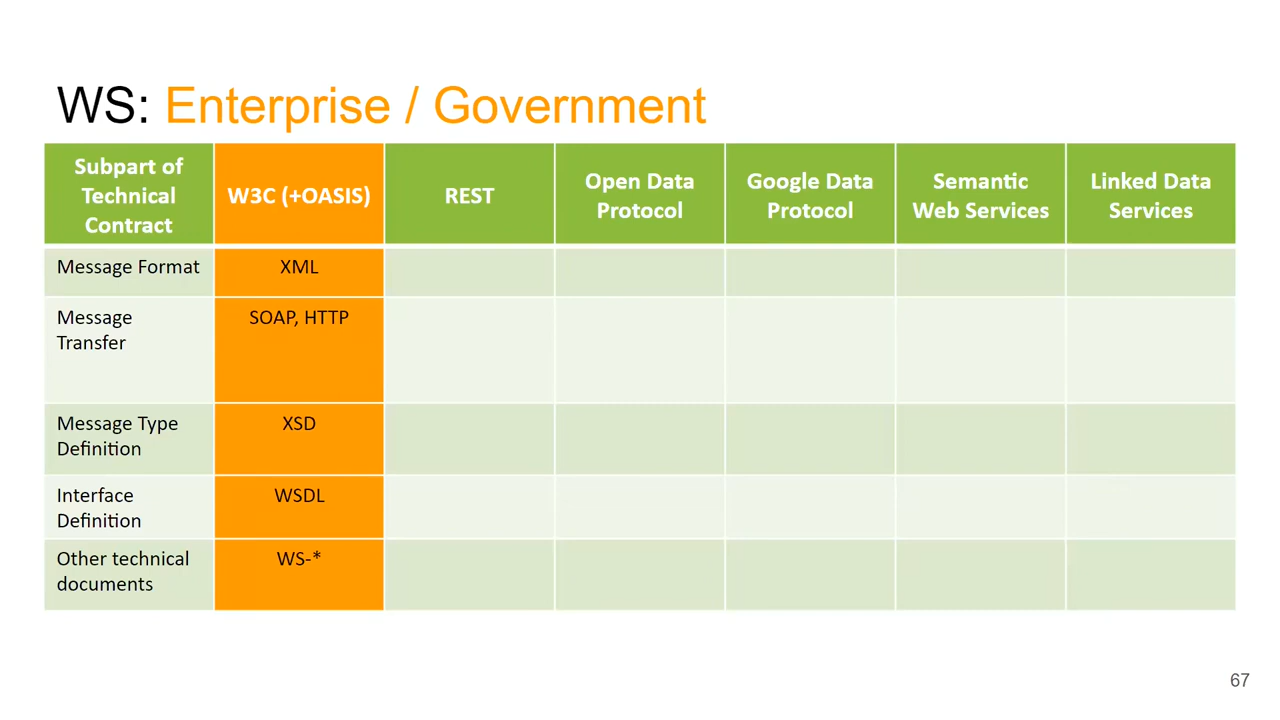 WS: Enterprise / Government
Subpart of
Technical
Contract
W3C (+OASIS)
REST
Open Data
Protocol
Google Data
Protocol
Semantic
Web Services
Linked Data
Services
Message Format
XML
Message
Transfer
SOAP, HTTP
Message Type
Definition
XSD
Interface
Definition
WSDL
Other technical
documents
WS-*
67